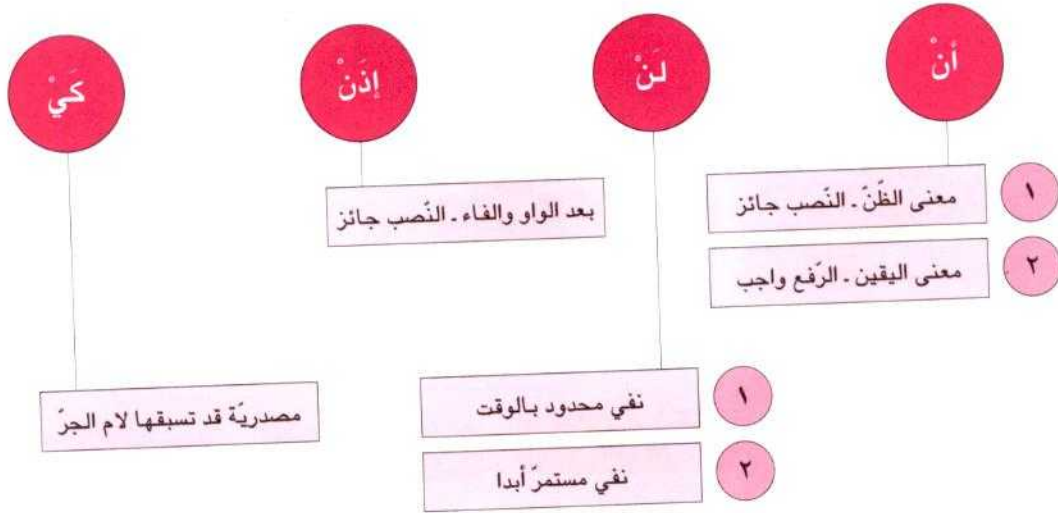 أنْ
لَنْ
إذَنْ
كَيْ
١
معنى الظّنّ ـ النّصب جائز
٢
معنى اليقين ـ الرّفع واجب
بعد الواو والفاء ـ النّصب جائز
١
نفي محدود بالوقت
٢
نفي مستمرّ أبدا
مصدريّة قد تسبقها لام الجرّ